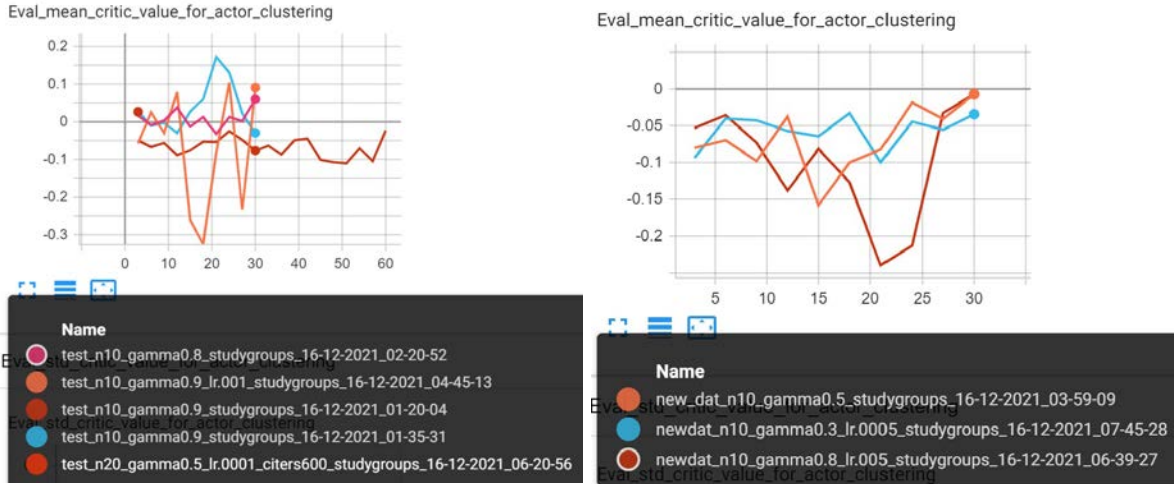 Eval_mean_critic_value_for_actor_clustering
0.2
0.1
0
-0.1
-0.2
-0.3
0 10 20 30 40 50 60
Name
test_n10_gamma0.8_studygroups_16-12-2021_02-20-52
Eval_std_critic_value_for_actor_clustering
test_n10_gamma0.9_lr.001_studygroups_16-12-2021_04-45-13
test_n10_gamma0.9_studygroups_16-12-2021_01-20-04
Eval_std_critic_value_for_actor_clustering
test_n10_gamma0.9_studygroups_16-12-2021_01-35-31
test_n20_gamma0.5_lr.0001_citers600_studygroups_16-12-2021_06-20-56
Eval_mean_critic_value_for_actor_clustering
0
-0.05
-0.1
-0.15
-0.2
5 10 15 20 25 30
Name
new_dat_n10_gamma0.5_studygroups_16-12-2021_03-59-09
Eval_std_critic_value_for_actor_clustering
newdat_n10_gamma0.3_lr.0005_studygroups_16-12-2021_07-45-28
newdat_n10_gamma0.8_lr.005_studygroups_16-12-2021_06-39-27
Eval_std_critic_value_for_actor_clustering